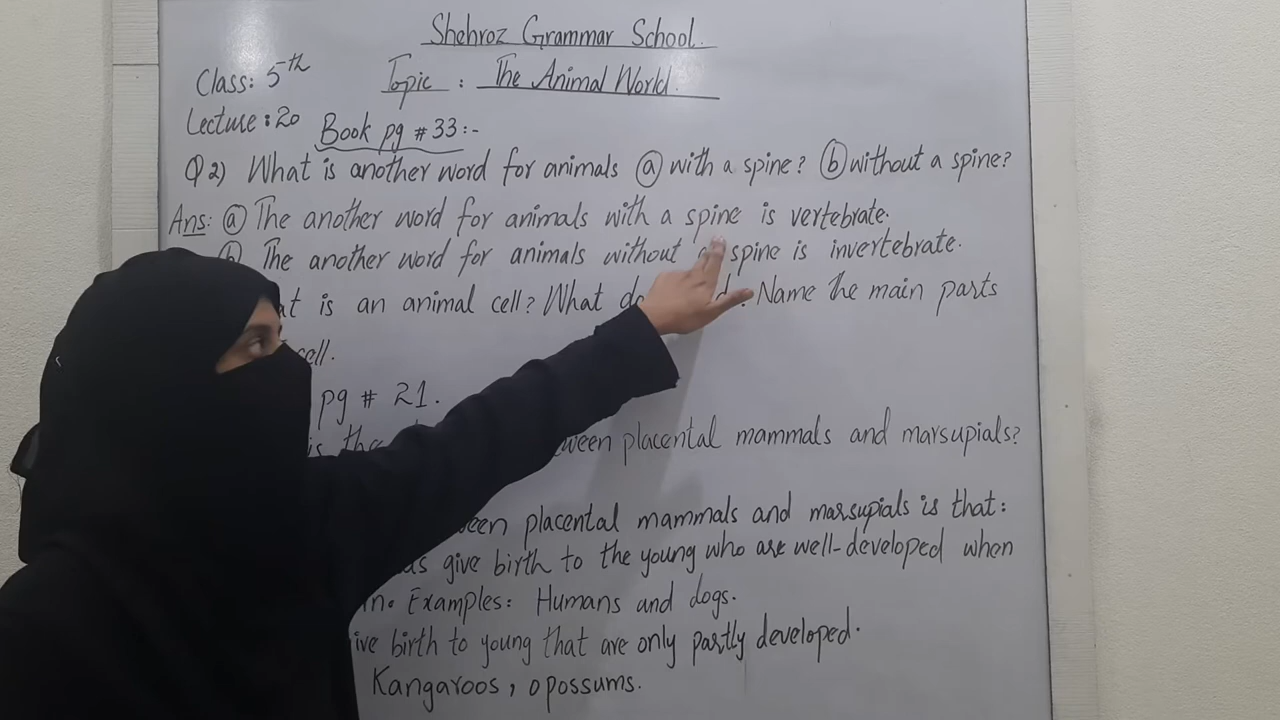 Shehroz Grammar School.
Class: 5th Topic : The Animal World.
Lecture: 20 Book pg # 33:-
Q 2) What is another word for animals (a) with a spine? (b) without a spine?
Ans: (a) The another word for animals with a spine is vertebrate.
The another word for animals without spine is invertebrate.
is an animal cell? What Name the main parts
cell.
pg # 21.
is placental mammals and marsupials?
placental mammals and marsupials is that:
give birth to the young who are well-developed when
Examples: Humans and dogs.
birth to young that are only partly developed.
Kangaroos, opossums.